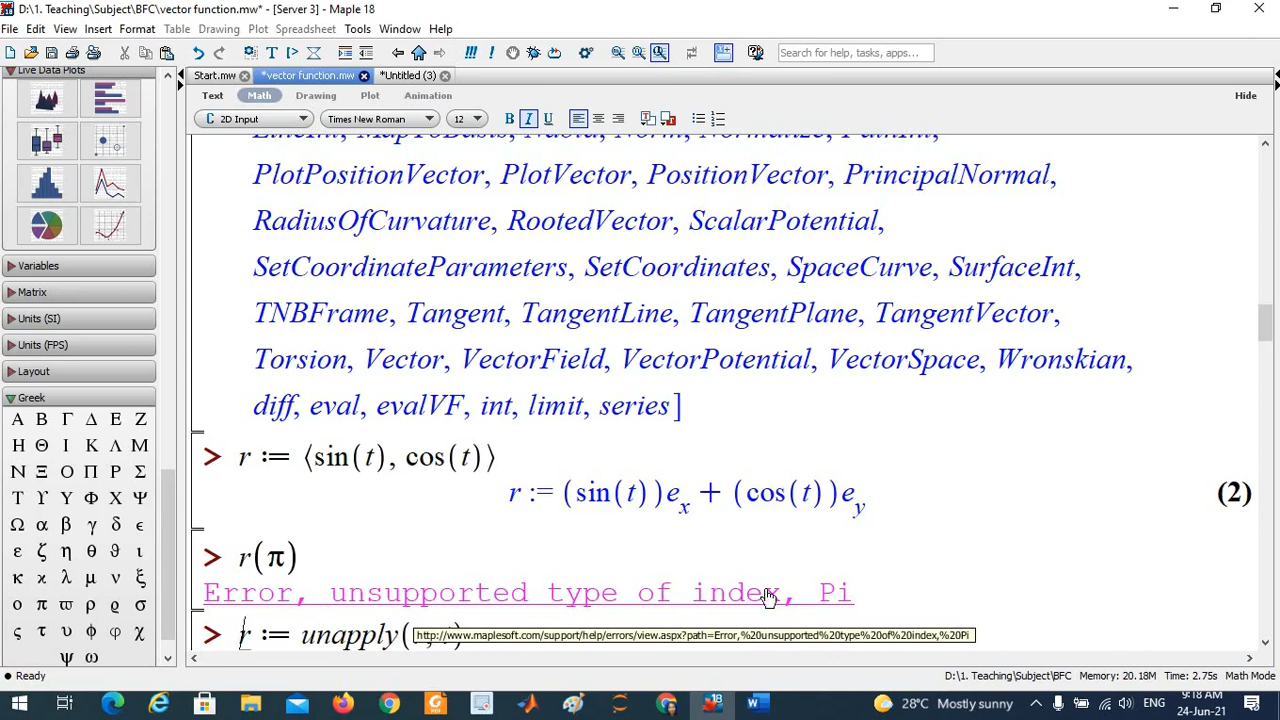 D:\1. Teaching\Subject\BFC\vector function.mw* - [Server 3] - Maple 18
File Edit View Insert Format Table Drawing Plot Spreadsheet Tools Window Help
Search for help, tasks, apps...
Live Data Plots
Start.mw *vector function.mw *Untitled (3)
Text Math Drawing Plot Animation Hide
2D Input Times New Roman 12 B I U
LineInt, MapToBasis, Nabla, Norm, Normalize, PathInt,
PlotPositionVector, PlotVector, PositionVector, PrincipalNormal,
RadiusOfCurvature, RootedVector, ScalarPotential,
SetCoordinateParameters, SetCoordinates, SpaceCurve, SurfaceInt,
TNBFrame, Tangent, TangentLine, TangentPlane, TangentVector,
Torsion, Vector, VectorField, VectorPotential, VectorSpace, Wronskian,
diff, eval, evalVF, int, limit, series]
> r := ⟨sin(t), cos(t)⟩
r := (sin(t))e_x + (cos(t))e_y (2)
> r(π)
Error, unsupported type of index, Pi
> r := unapply( , t)
http://www.maplesoft.com/support/help/errors/view.aspx?path=Error,%20unsupported%20type%20of%20index,%20Pi
Variables
Matrix
Units (SI)
Units (FPS)
Layout
Greek
Α Β Γ Δ Ε Ζ
Η Θ Ι Κ Λ Μ
Ν Ξ Ο Π Ρ Σ
Τ Υ Υ Φ Χ Ψ
Ω α β γ δ ϵ
ε ζ η θ ϑ ι
κ ϰ λ μ ν ξ
ο π ϖ ρ σ ς
τ υ υ φ ϕ χ
ψ ω
Ready
D:\1. Teaching\Subject\BFC Memory: 20.18M Time: 2.75s Math Mode
28°C Mostly sunny ENG 9:18 AM
24-Jun-21